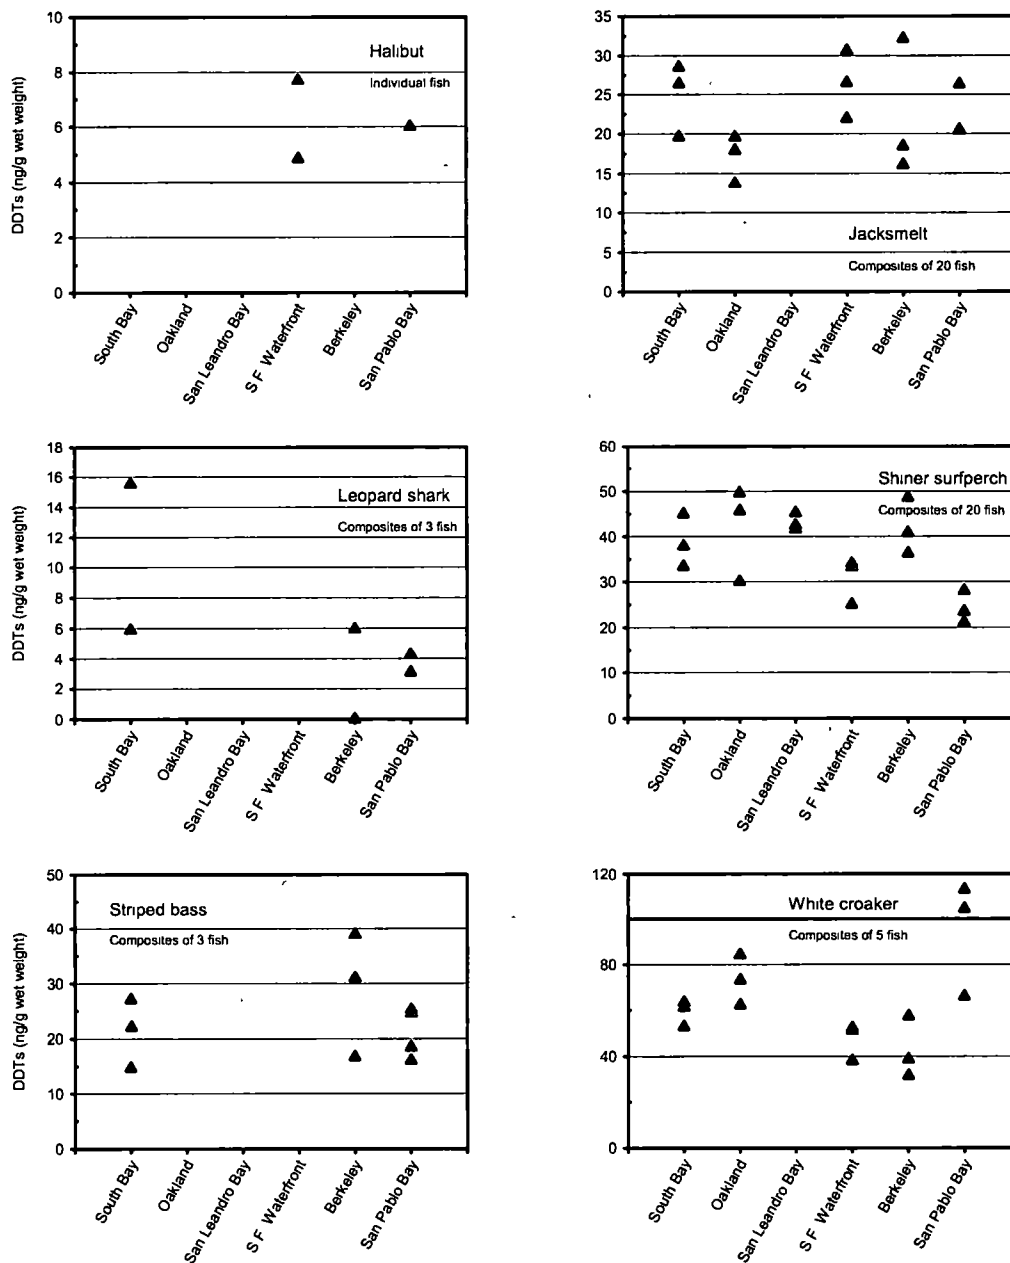 DDTs (ng/g wet weight)
10
8
6
4
2
0
Halibut
Individual fish
South Bay
Oakland
San Leandro Bay
S F Waterfront
Berkeley
San Pablo Bay
35
30
25
20
15
10
5
0
Jacksmelt
Composites of 20 fish
South Bay
Oakland
San Leandro Bay
S F Waterfront
Berkeley
San Pablo Bay
DDTs (ng/g wet weight)
18
16
14
12
10
8
6
4
2
0
Leopard shark
Composites of 3 fish
South Bay
Oakland
San Leandro Bay
S F Waterfront
Berkeley
San Pablo Bay
60
50
40
30
20
10
0
Shiner surfperch
Composites of 20 fish
South Bay
Oakland
San Leandro Bay
S F Waterfront
Berkeley
San Pablo Bay
DDTs (ng/g wet weight)
50
40
30
20
10
0
Striped bass
Composites of 3 fish
South Bay
Oakland
San Leandro Bay
S F Waterfront
Berkeley
San Pablo Bay
120
80
40
0
White croaker
Composites of 5 fish
South Bay
Oakland
San Leandro Bay
S F Waterfront
Berkeley
San Pablo Bay